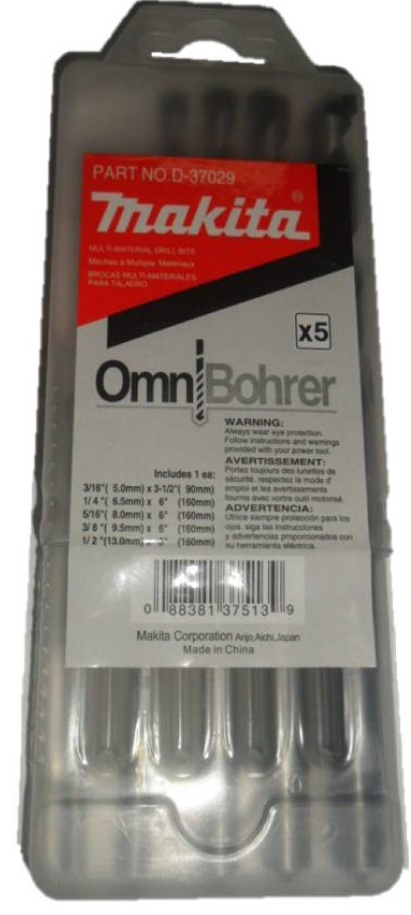 PART NO.D-37029
makita®
MULTI-MATERIAL DRILL BITS
Méches à Multiple Matériaux
BROCAS MULTI-MATERIALES
PARA TALADRO
x5
Omni Bohrer
WARNING:
Always wear eye protection.
Follow instructions and warnings
provided with your power tool.
AVERTISSEMENT:
Portez toujours des lunettes de
sécurité, respectez le mode d'
emploi et les avertissements
fournis avec votre outil motorisé.
ADVERTENCIA:
Utilice siempre protección para los
ojos. siga las instrucciones
y advertencias proporcionados con
su herramienta eléctrica.
Includes 1 ea:
3/16"( 5.0mm) x 3-1/2"( 90mm)
1/ 4 "( 6.5mm) x 6" (160mm)
5/16"( 8.0mm) x 6" (160mm)
3/ 8 "( 9.5mm) x 6" (160mm)
1/ 2 "(13.0mm) x (160mm)
0 88381 37513 9
Makita Corporation Anjo,Aichi,Japan
Made in China